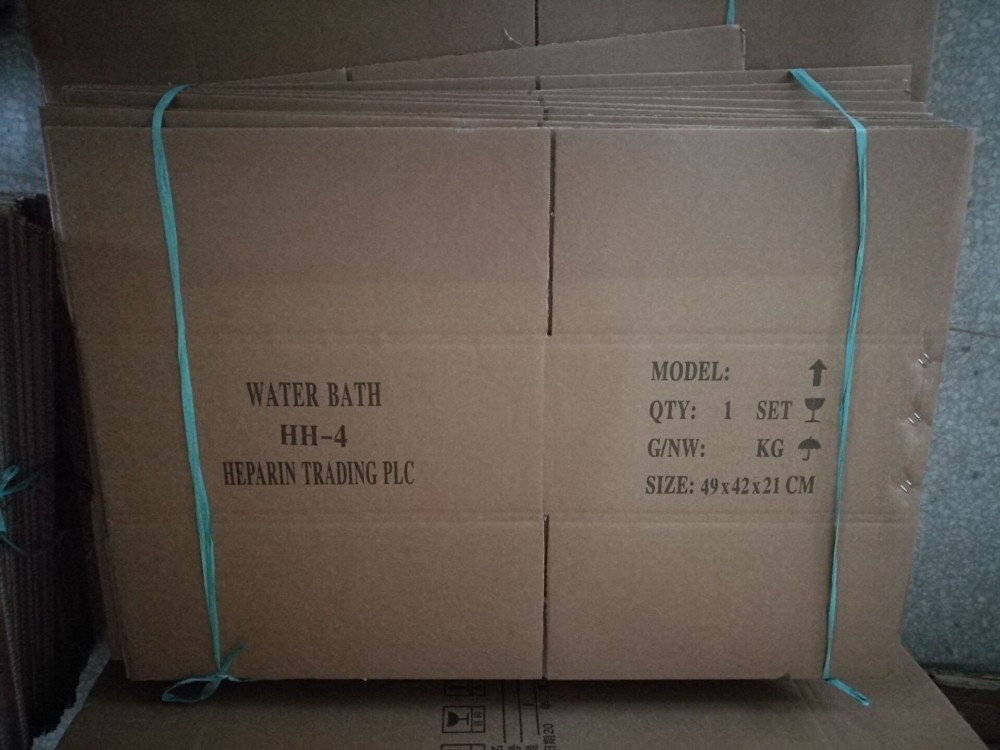 WATER BATH
HH-4
HEPARIN TRADING PLC
MODEL:
QTY: 1 SET
G/NW: KG
SIZE: 49x42x21 CM